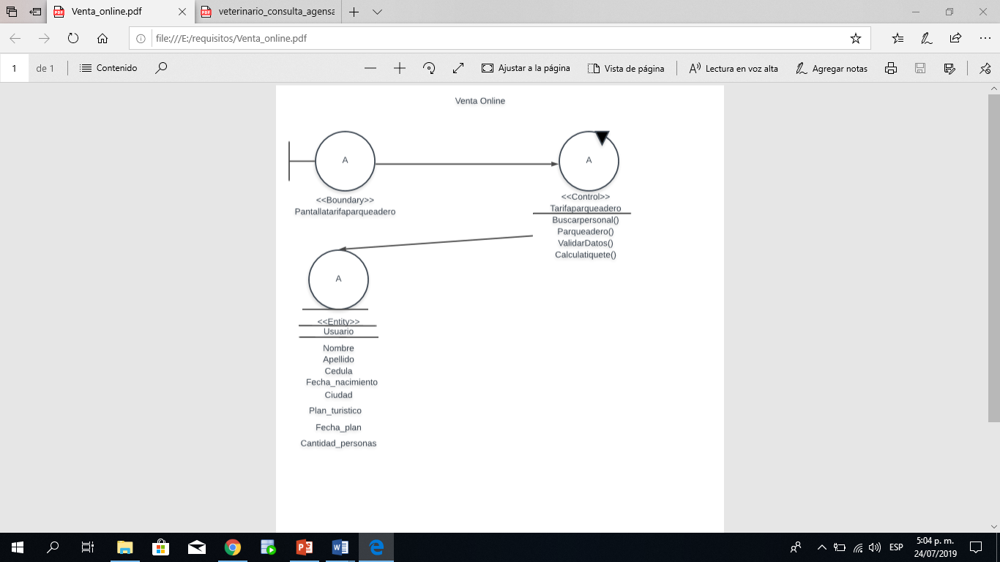 Venta_online.pdf
veterinario_consulta_agensa
file:///E:/requisitos/Venta_online.pdf
1 de 1 Contenido Ajustar a la página Vista de página Lectura en voz alta Agregar notas
Venta Online
A
<<Boundary>>
Pantallatarifaparqueadero
A
<<Control>>
Tarifaparqueadero
Buscarpersonal()
Parqueadero()
ValidarDatos()
Calculatiquete()
A
<<Entity>>
Usuario
Nombre
Apellido
Cedula
Fecha_nacimiento
Ciudad
Plan_turistico
Fecha_plan
Cantidad_personas
ESP
5:04 p. m.
24/07/2019